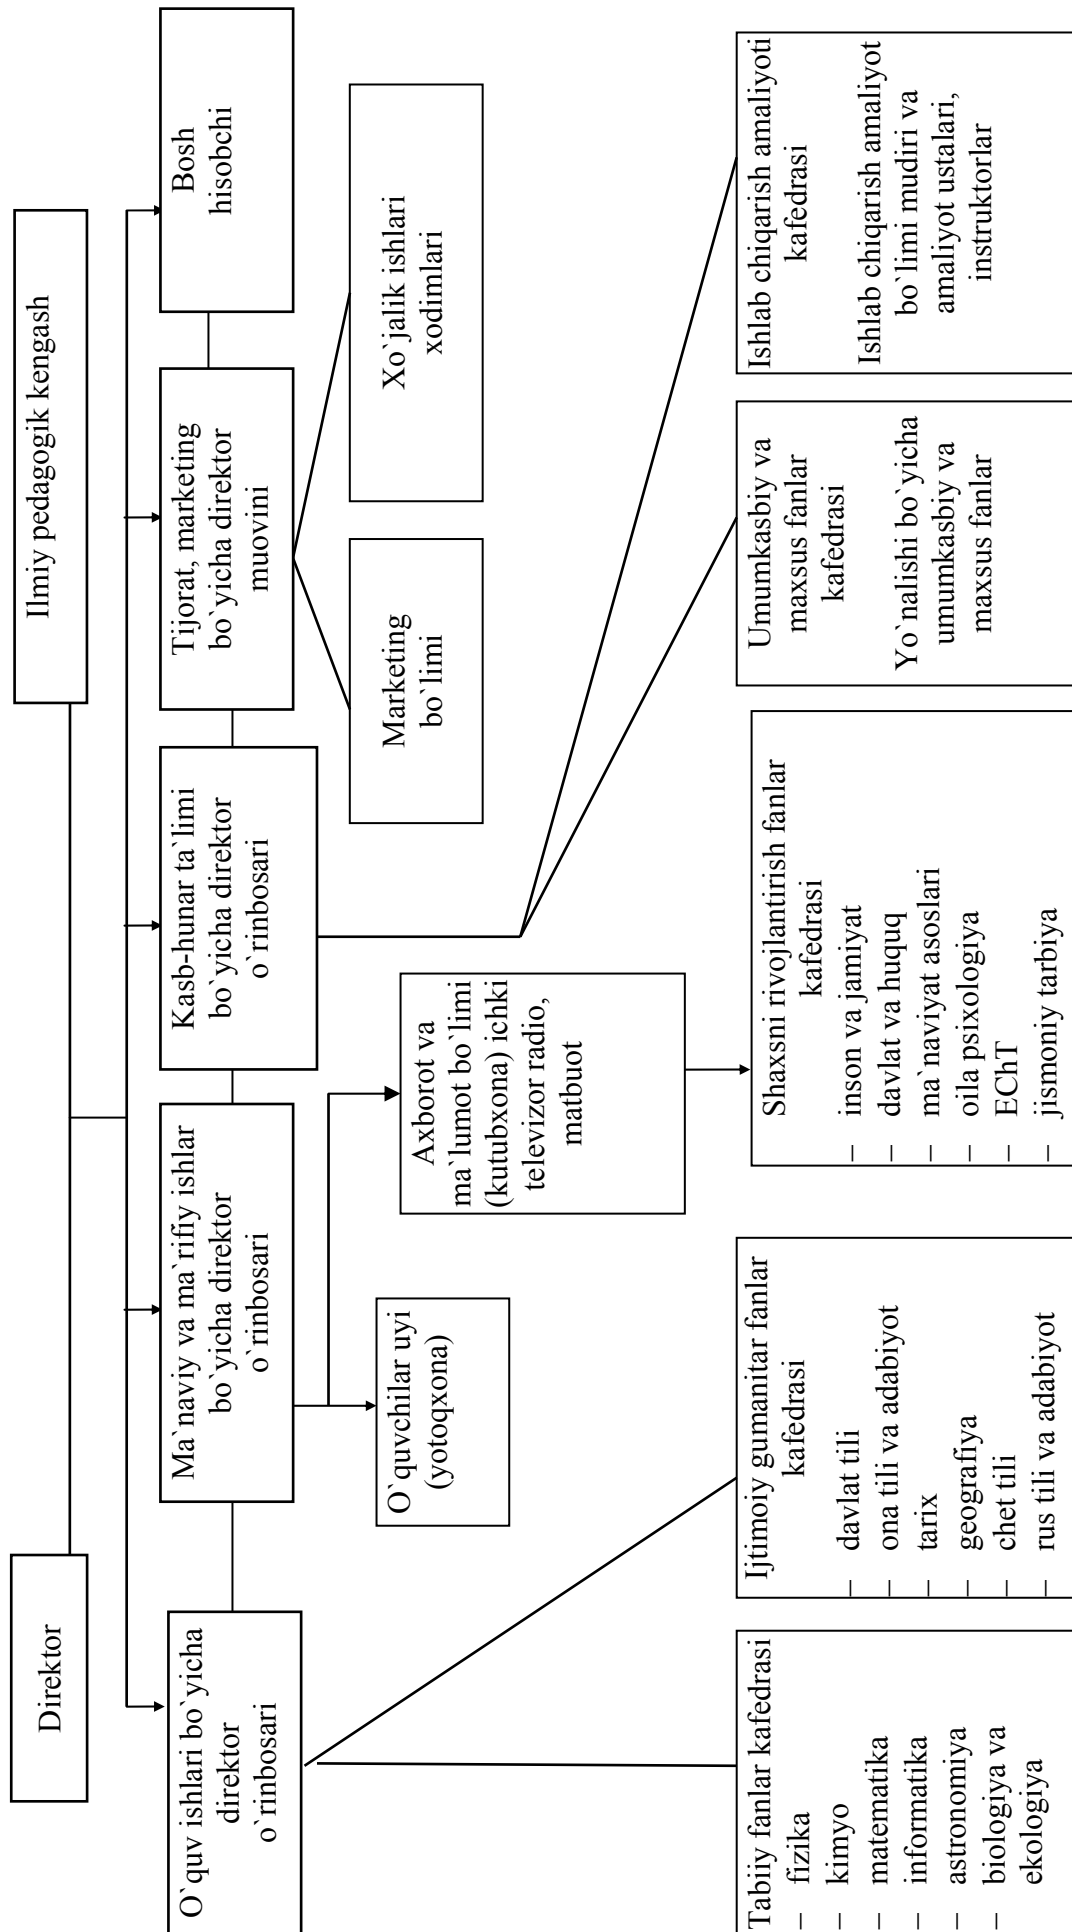 Direktor
Ilmiy pedagogik kengash
O`quv ishlari bo`yicha
direktor
o`rinbosari
Ma`naviy va ma`rifiy ishlar
bo`yicha direktor
o`rinbosari
Kasb-hunar ta`limi
bo`yicha direktor
o`rinbosari
Tijorat, marketing
bo`yicha direktor
muovini
Bosh
hisobchi
O`quvchilar uyi
(yotoqxona)
Axborot va
ma`lumot bo`limi
(kutubxona) ichki
televizor radio,
matbuot
Marketing
bo`limi
Xo`jalik ishlari
xodimlari
Tabiiy fanlar kafedrasi
– fizika
– kimyo
– matematika
– informatika
– astronomiya
– biologiya va
ekologiya
Ijtimoiy gumanitar fanlar
kafedrasi
– davlat tili
– ona tili va adabiyot
– tarix
– geografiya
– chet tili
– rus tili va adabiyot
Shaxsni rivojlantirish fanlar
kafedrasi
– inson va jamiyat
– davlat va huquq
– ma`naviyat asoslari
– oila psixologiya
– EChT
– jismoniy tarbiya
Umumkasbiy va
maxsus fanlar
kafedrasi
Yo`nalishi bo`yicha
umumkasbiy va
maxsus fanlar
Ishlab chiqarish amaliyoti
kafedrasi
Ishlab chiqarish amaliyot
bo`limi mudiri va
amaliyot ustalari,
instruktorlar